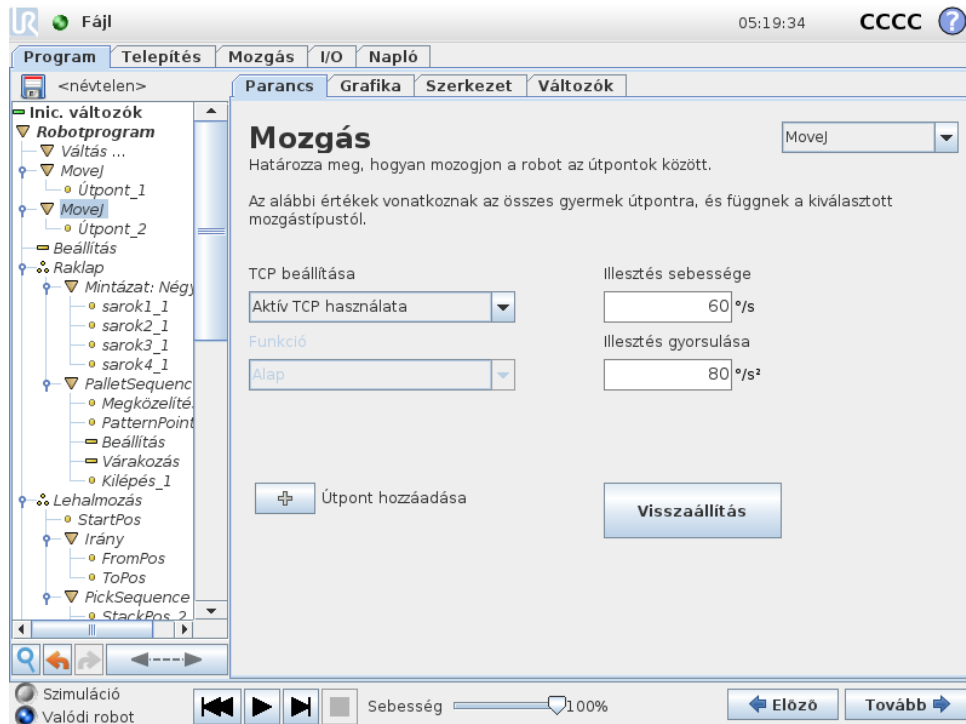 UR Fájl 05:19:34 CCCC ?
Program Telepítés Mozgás I/O Napló
<névtelen>
Parancs Grafika Szerkezet Változók
Inic. változók
Robotprogram
Váltás ...
MoveJ
Útpont_1
MoveJ
Útpont_2
Beállítás
Raklap
Mintázat: Négy
sarok1_1
sarok2_1
sarok3_1
sarok4_1
PalletSequenc
Megközelítés
PatternPoint
Beállítás
Várakozás
Kilépés_1
Lehalmozás
StartPos
Irány
FromPos
ToPos
PickSequence
StackPos_2
Mozgás
MoveJ
Határozza meg, hogyan mozogjon a robot az útpontok között.
Az alábbi értékek vonatkoznak az összes gyermek útpontra, és függnek a kiválasztott
mozgástípustól.
TCP beállítása
Aktív TCP használata
Funkció
Alap
Illesztés sebessége
60 °/s
Illesztés gyorsulása
80 °/s²
Útpont hozzáadása
Visszaállítás
Szimuláció
Valódi robot
Sebesség 100%
Előző
Tovább